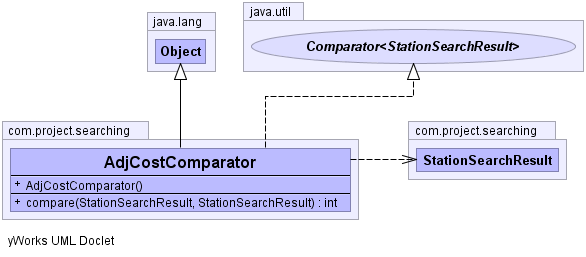 java.lang
Object
java.util
Comparator<StationSearchResult>
com.project.searching
AdjCostComparator
+ AdjCostComparator()
+ compare(StationSearchResult, StationSearchResult) : int
com.project.searching
StationSearchResult
yWorks UML Doclet